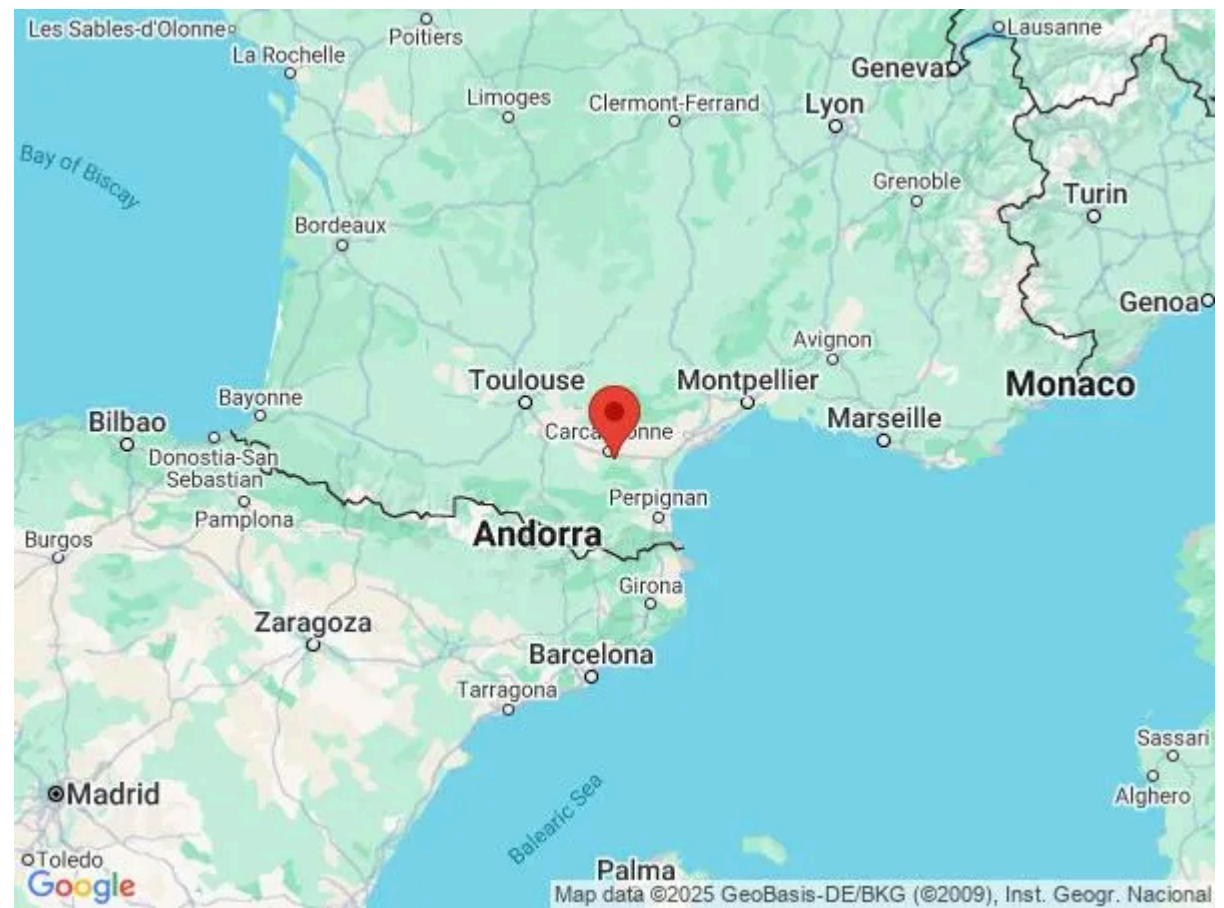 Les Sables-d'Olonne
Poitiers
Lausanne
La Rochelle
Geneva
Limoges
Clermont-Ferrand
Lyon
Bay of Biscay
Grenoble
Turin
Bordeaux
Genoa
Avignon
Toulouse
Montpellier
Monaco
Bayonne
Marseille
Bilbao
Donostia-San
Sebastian
Perpignan
Pamplona
Andorra
Burgos
Girona
Zaragoza
Barcelona
Tarragona
Sassari
Madrid
Alghero
Balearic Sea
Toledo
Palma
Google
Map data ©2025 GeoBasis-DE/BKG (©2009), Inst. Geogr. Nacional